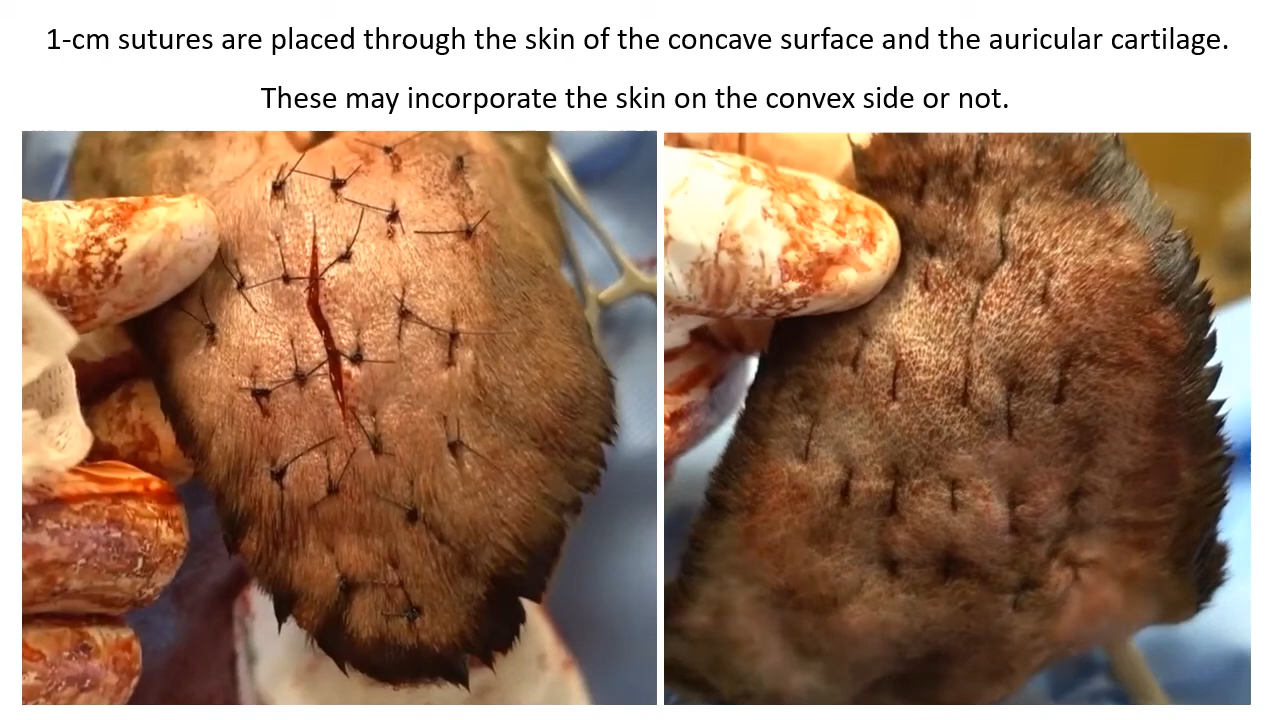 1-cm sutures are placed through the skin of the concave surface and the auricular cartilage.
These may incorporate the skin on the convex side or not.